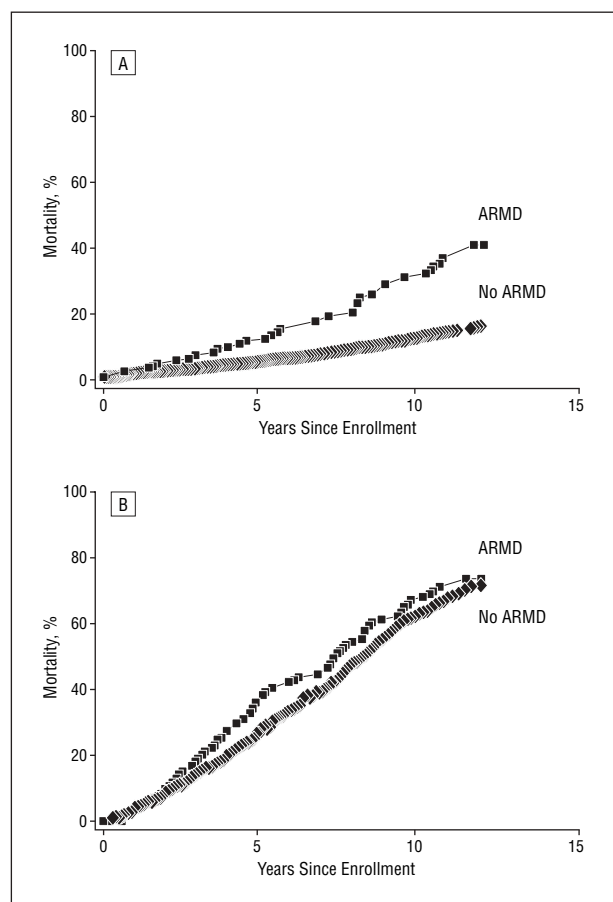 A
100
80
60
40
20
0
Mortality, %
ARMD
No ARMD
0 5 10 15
Years Since Enrollment
B
100
80
60
40
20
0
Mortality, %
ARMD
No ARMD
0 5 10 15
Years Since Enrollment